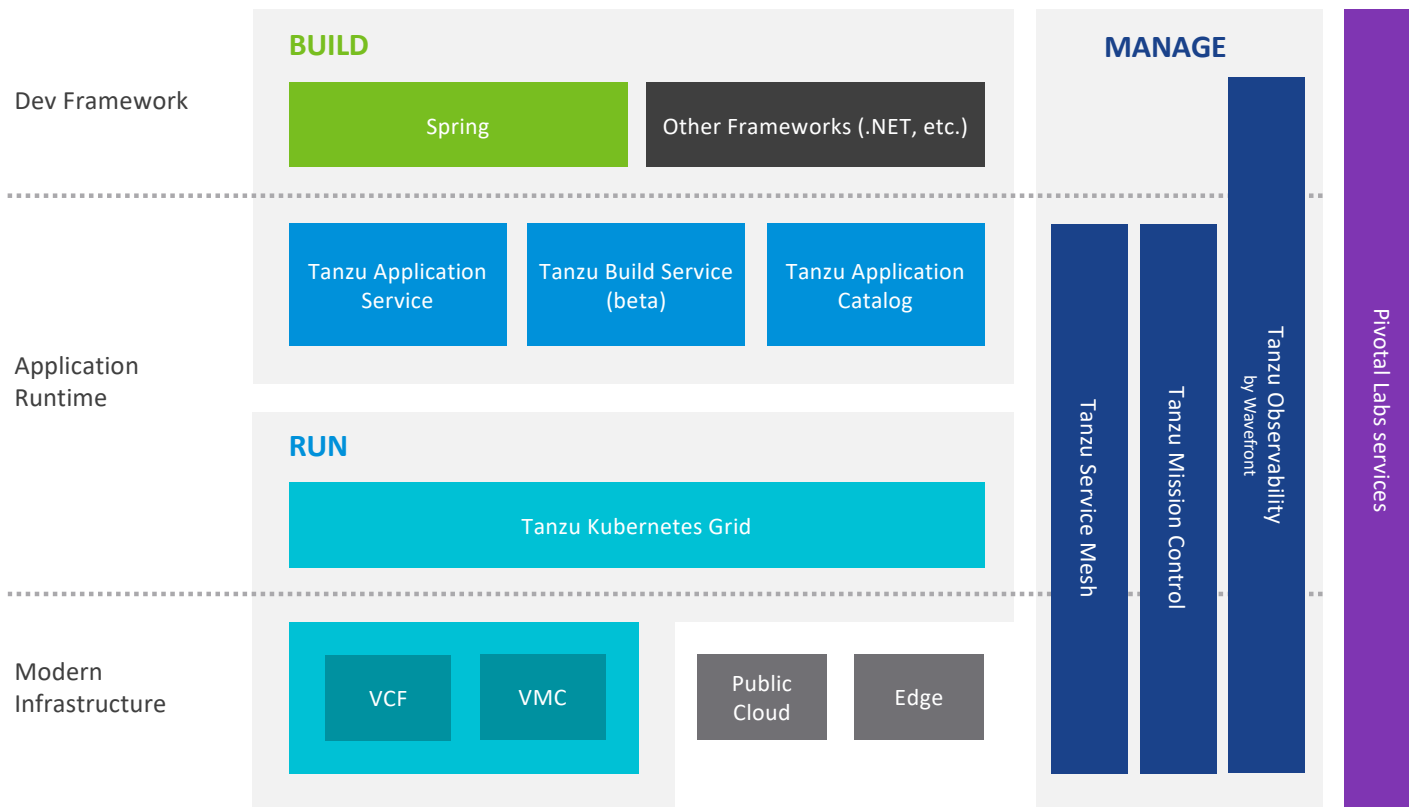 BUILD
MANAGE
Dev Framework
Spring
Other Frameworks (.NET, etc.)
Tanzu Application
Service
Tanzu Build Service
(beta)
Tanzu Application
Catalog
Application
Runtime
RUN
Tanzu Kubernetes Grid
Modern
Infrastructure
VCF
VMC
Public
Cloud
Edge
Tanzu Service Mesh
Tanzu Mission Control
Tanzu Observability
by Wavefront
Pivotal Labs services